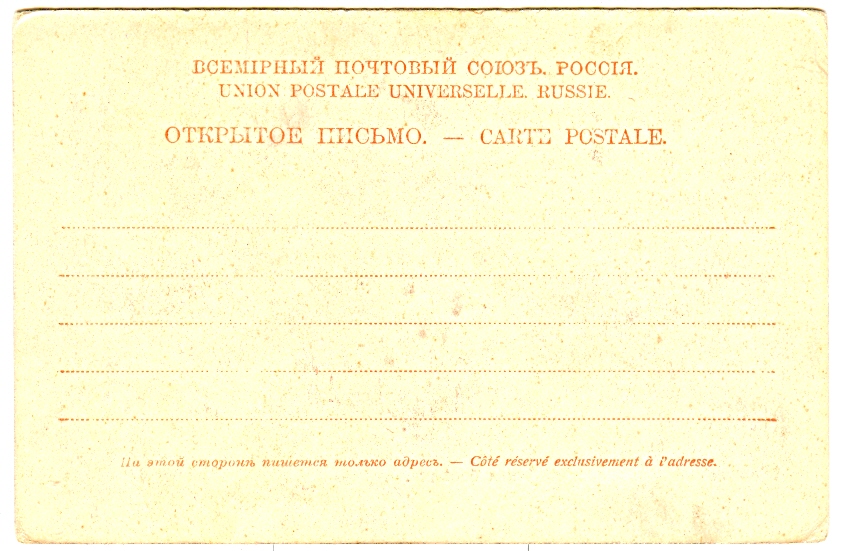 ВСЕМІРНЫЙ ПОЧТОВЫЙ СОЮЗЪ. РОССІЯ.
UNION POSTALE UNIVERSELLE. RUSSIE.
ОТКРЫТОЕ ПИСЬМО. — CARTE POSTALE.
На этой сторонѣ пишется только адресъ. — Côté réservé exclusivement à l'adresse.